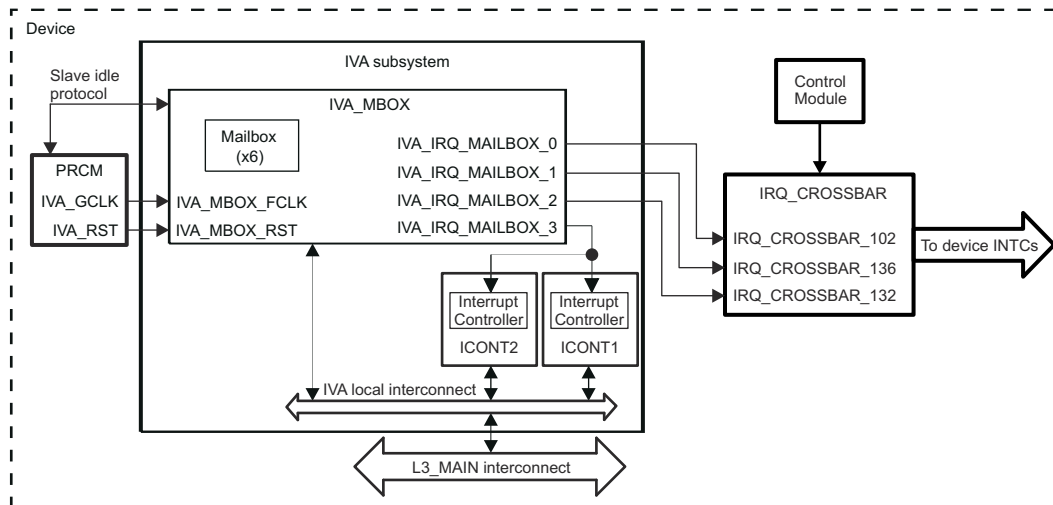 Device
IVA subsystem
Slave idle
protocol
IVA_MBOX
Mailbox
(x6)
IVA_IRQ_MAILBOX_0
IVA_IRQ_MAILBOX_1
IVA_IRQ_MAILBOX_2
IVA_IRQ_MAILBOX_3
PRCM
IVA_GCLK
IVA_RST
IVA_MBOX_FCLK
IVA_MBOX_RST
Control
Module
IRQ_CROSSBAR
IRQ_CROSSBAR_102
IRQ_CROSSBAR_136
IRQ_CROSSBAR_132
To device INTCs
Interrupt
Controller
ICONT2
Interrupt
Controller
ICONT1
IVA local interconnect
L3_MAIN interconnect